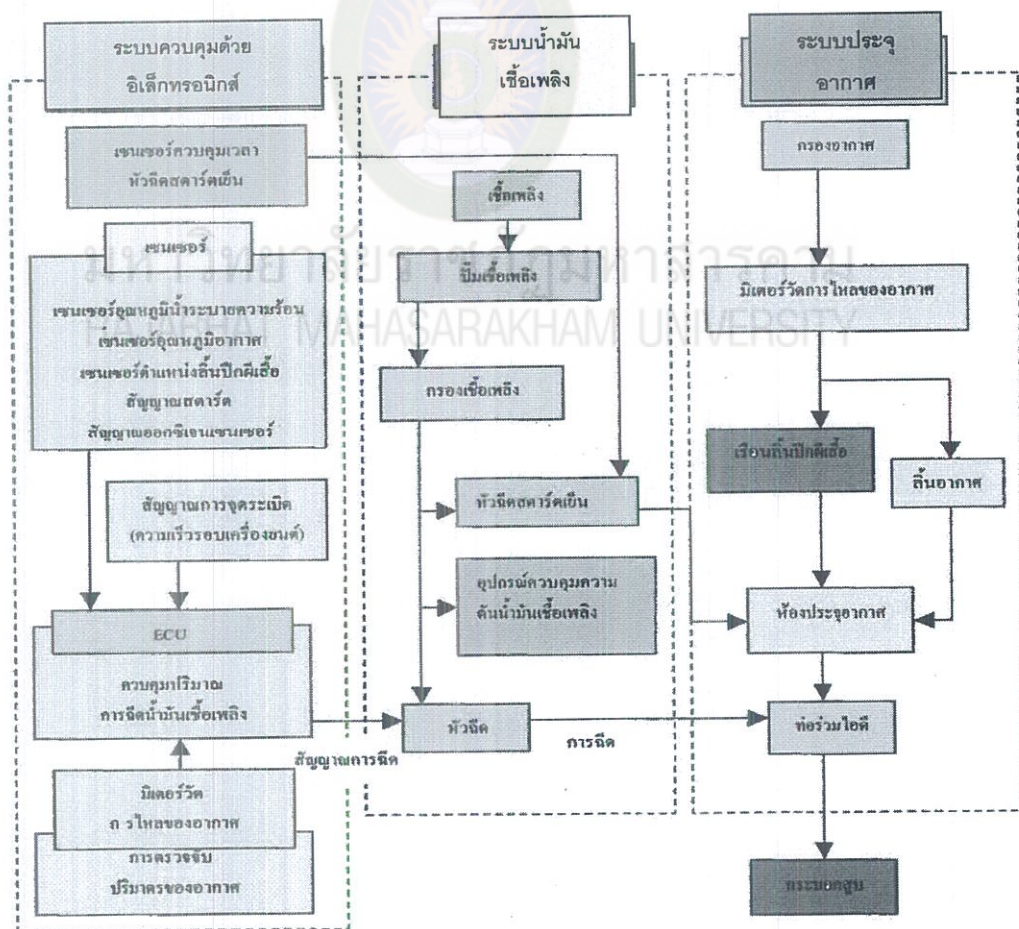 ระบบควบคุมด้วย
อิเล็กทรอนิกส์
เซนเซอร์ควบคุมเวลา
หัวฉีดสตาร์ตเย็น
เซนเซอร์
เซนเซอร์อุณหภูมิน้ำระบายความร้อน
เซ่นเซอร์อุณหภูมิอากาศ
เซนเซอร์ตำแหน่งลิ้นปีกผีเสื้อ
สัญญาณสตาร์ต
สัญญาณออกซิเจนเซนเซอร์
สัญญาณการจุดระเบิด
(ความเร็วรอบเครื่องยนต์)
ECU
ควบคุมปริมาณ
การฉีดน้ำมันเชื้อเพลิง
สัญญาณการฉีด
มิเตอร์วัด
ก รไหลของอากาศ
การตรวจจับ
ปริมาตรของอากาศ
ระบบน้ำมัน
เชื้อเพลิง
เชื้อเพลิง
ปั๊มเชื้อเพลิง
กรองเชื้อเพลิง
หัวฉีดสตาร์ตเย็น
อุปกรณ์ควบคุมความ
ดันน้ำมันเชื้อเพลิง
หัวฉีด
การฉีด
ระบบประจุ
อากาศ
กรองอากาศ
มิเตอร์วัดการไหลของอากาศ
เรือนลิ้นปีกผีเสื้อ
ลิ้นอากาศ
ห้องประจุอากาศ
ท่อร่วมไอดี
กระบอกสูบ
มหาวิทยาลัยราชภัฏมหาสารคาม
RAJABHAT MAHASARAKHAM UNIVERSITY